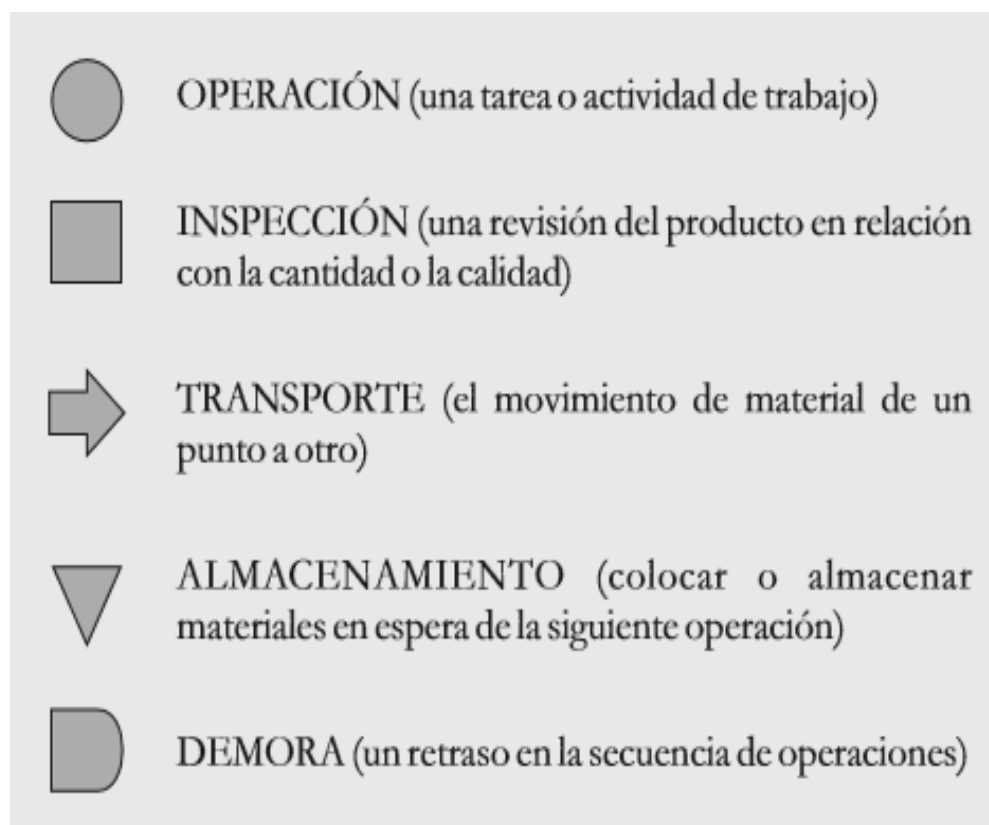 OPERACIÓN (una tarea o actividad de trabajo)
INSPECCIÓN (una revisión del producto en relación
con la cantidad o la calidad)
TRANSPORTE (el movimiento de material de un
punto a otro)
ALMACENAMIENTO (colocar o almacenar
materiales en espera de la siguiente operación)
DEMORA (un retraso en la secuencia de operaciones)